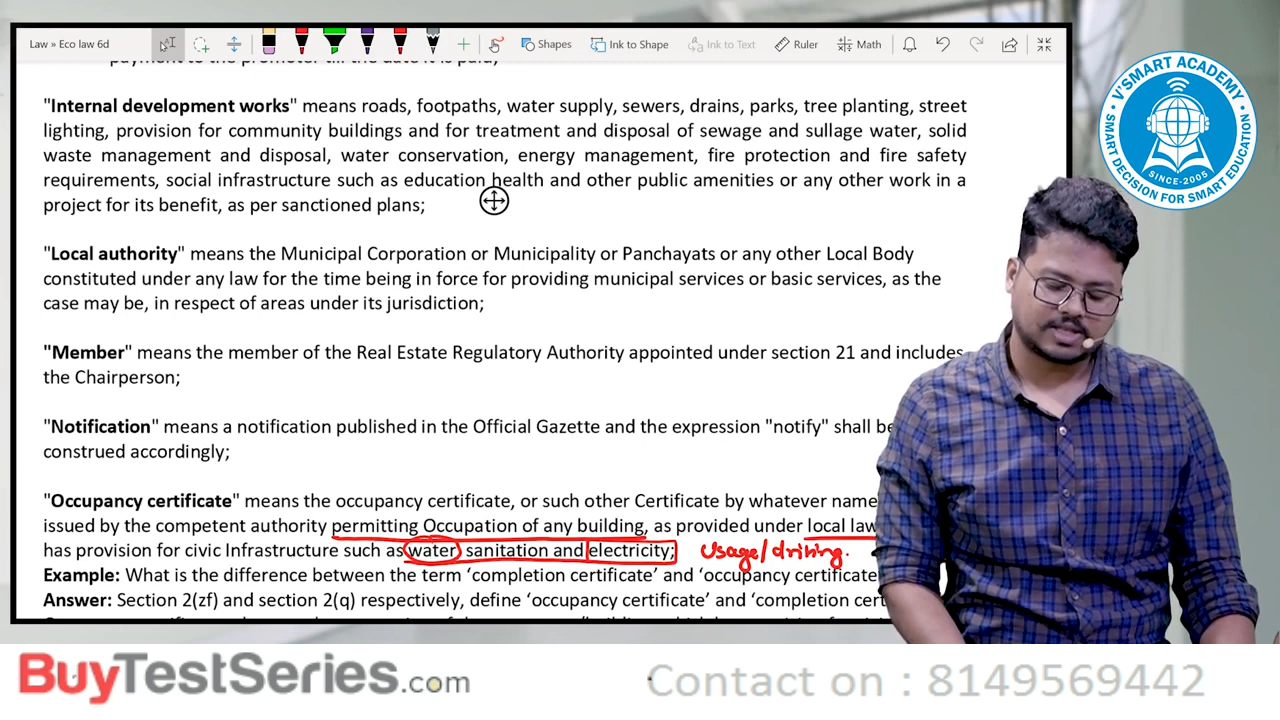 Law » Eco law 6d
Shapes
Ink to Shape
Ink to Text
Ruler
Math
payment to the promoter till the date it is paid;
"Internal development works" means roads, footpaths, water supply, sewers, drains, parks, tree planting, street
lighting, provision for community buildings and for treatment and disposal of sewage and sullage water, solid
waste management and disposal, water conservation, energy management, fire protection and fire safety
requirements, social infrastructure such as education health and other public amenities or any other work in a
project for its benefit, as per sanctioned plans;
"Local authority" means the Municipal Corporation or Municipality or Panchayats or any other Local Body
constituted under any law for the time being in force for providing municipal services or basic services, as the
case may be, in respect of areas under its jurisdiction;
"Member" means the member of the Real Estate Regulatory Authority appointed under section 21 and includes
the Chairperson;
"Notification" means a notification published in the Official Gazette and the expression "notify" shall be
construed accordingly;
"Occupancy certificate" means the occupancy certificate, or such other Certificate by whatever name
issued by the competent authority permitting Occupation of any building, as provided under local law
has provision for civic Infrastructure such as water, sanitation and electricity; usage/drining.
Example: What is the difference between the term ‘completion certificate’ and ‘occupancy certificate
Answer: Section 2(zf) and section 2(q) respectively, define ‘occupancy certificate’ and ‘completion cert
V'SMART ACADEMY
SINCE-2005
SMART DECISION FOR SMART EDUCATION
BuyTestSeries.com
Contact on : 8149569442